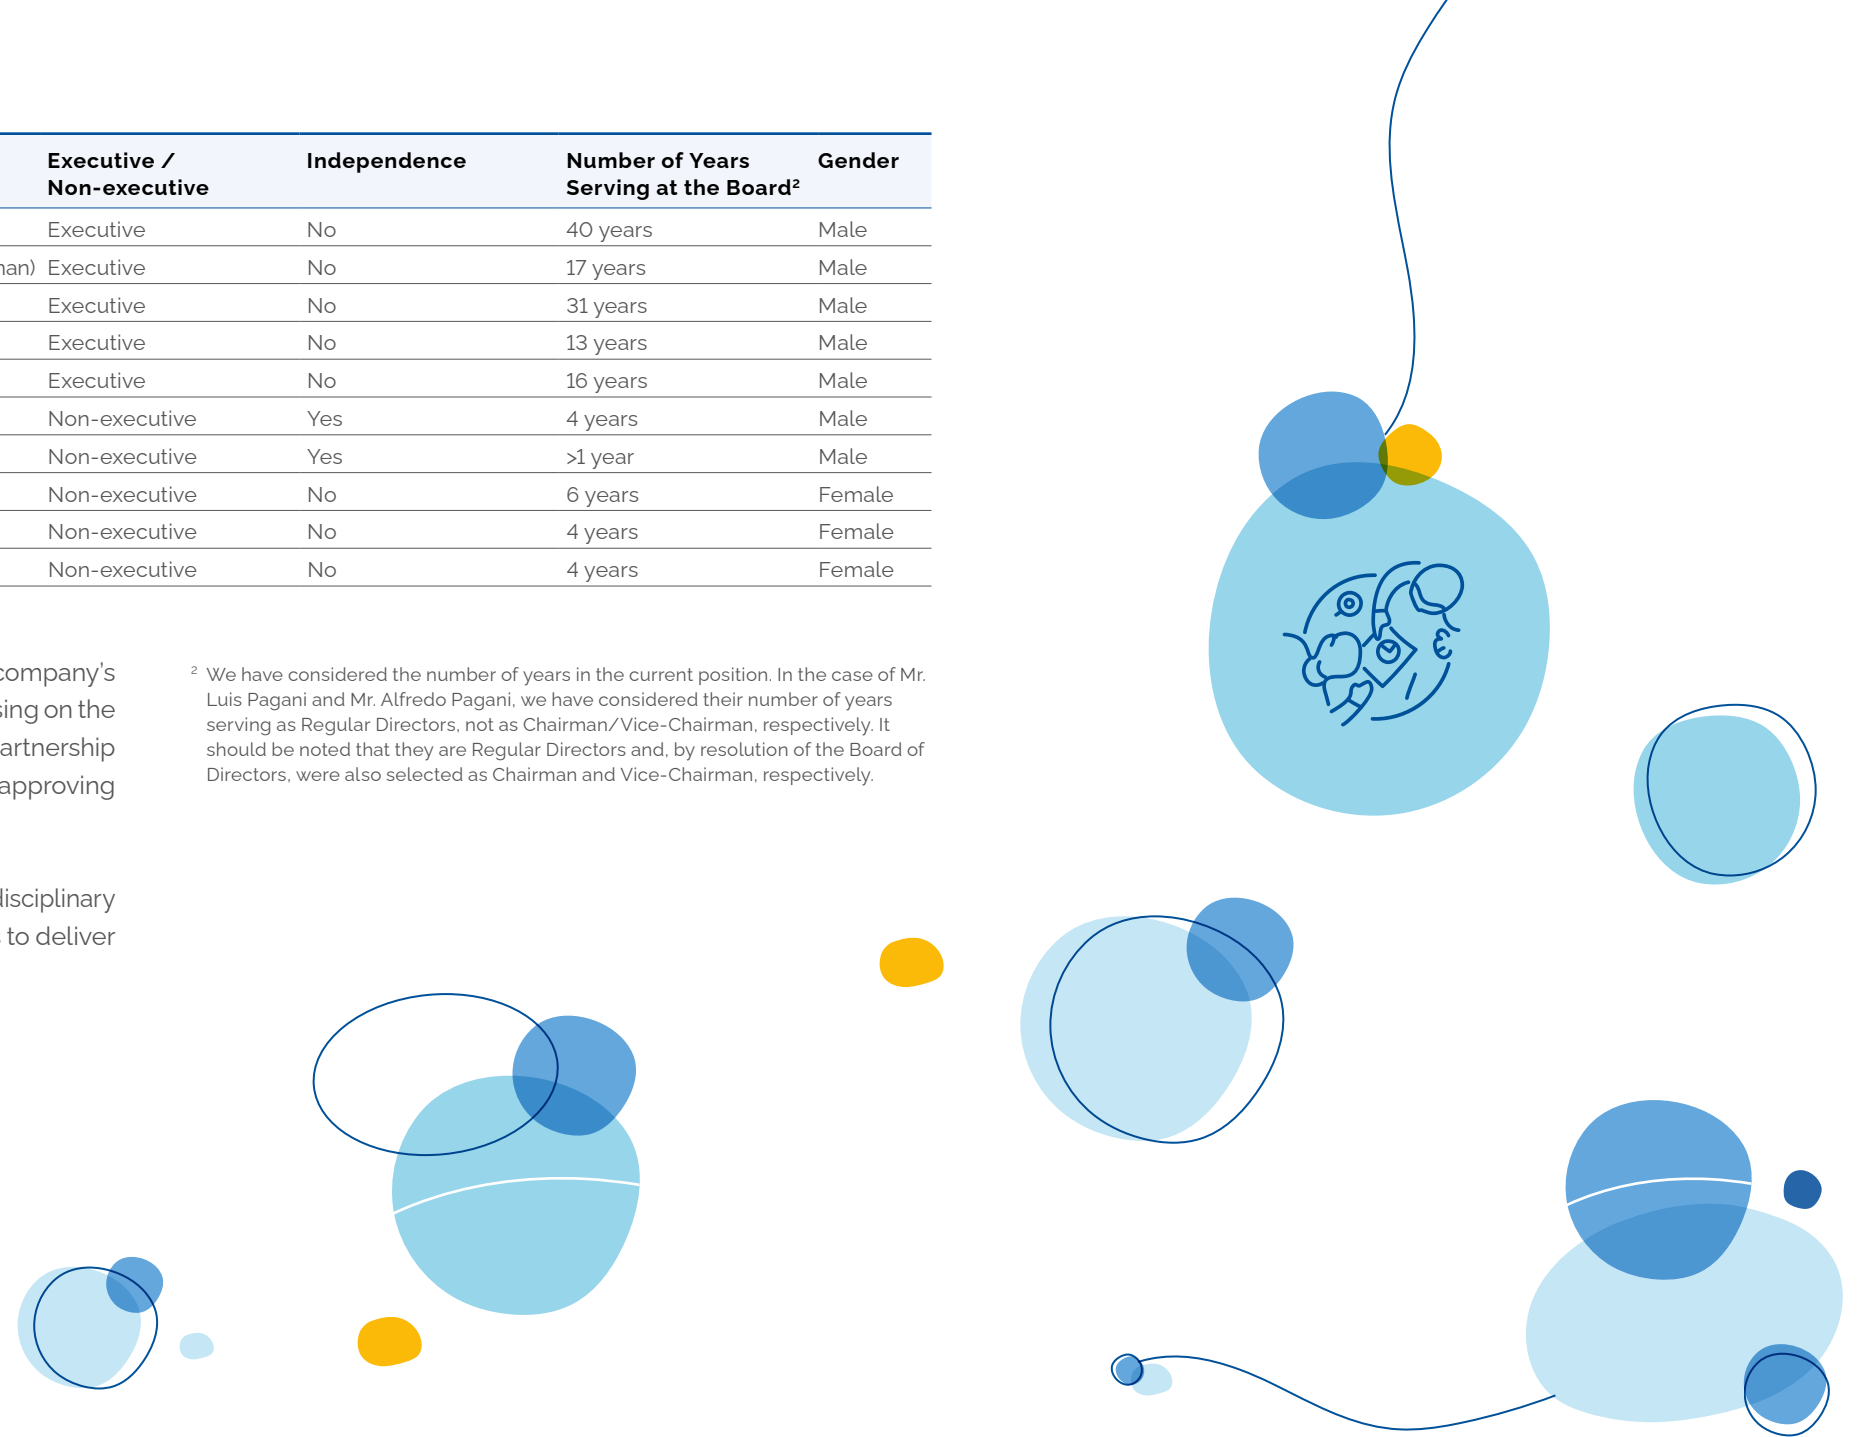 Executive / Independence Number of Years Gender
Non-executive Serving at the Board²
Executive No 40 years Male
Executive No 17 years Male
Executive No 31 years Male
Executive No 13 years Male
Executive No 16 years Male
Non-executive Yes 4 years Male
Non-executive Yes >1 year Male
Non-executive No 6 years Female
Non-executive No 4 years Female
Non-executive No 4 years Female
company’s
on the
approving
to deliver
² We have considered the number of years in the current position. In the case of Mr.
Luis Pagani and Mr. Alfredo Pagani, we have considered their number of years
serving as Regular Directors, not as Chairman/Vice-Chairman, respectively. It
should be noted that they are Regular Directors and, by resolution of the Board of
Directors, were also selected as Chairman and Vice-Chairman, respectively.